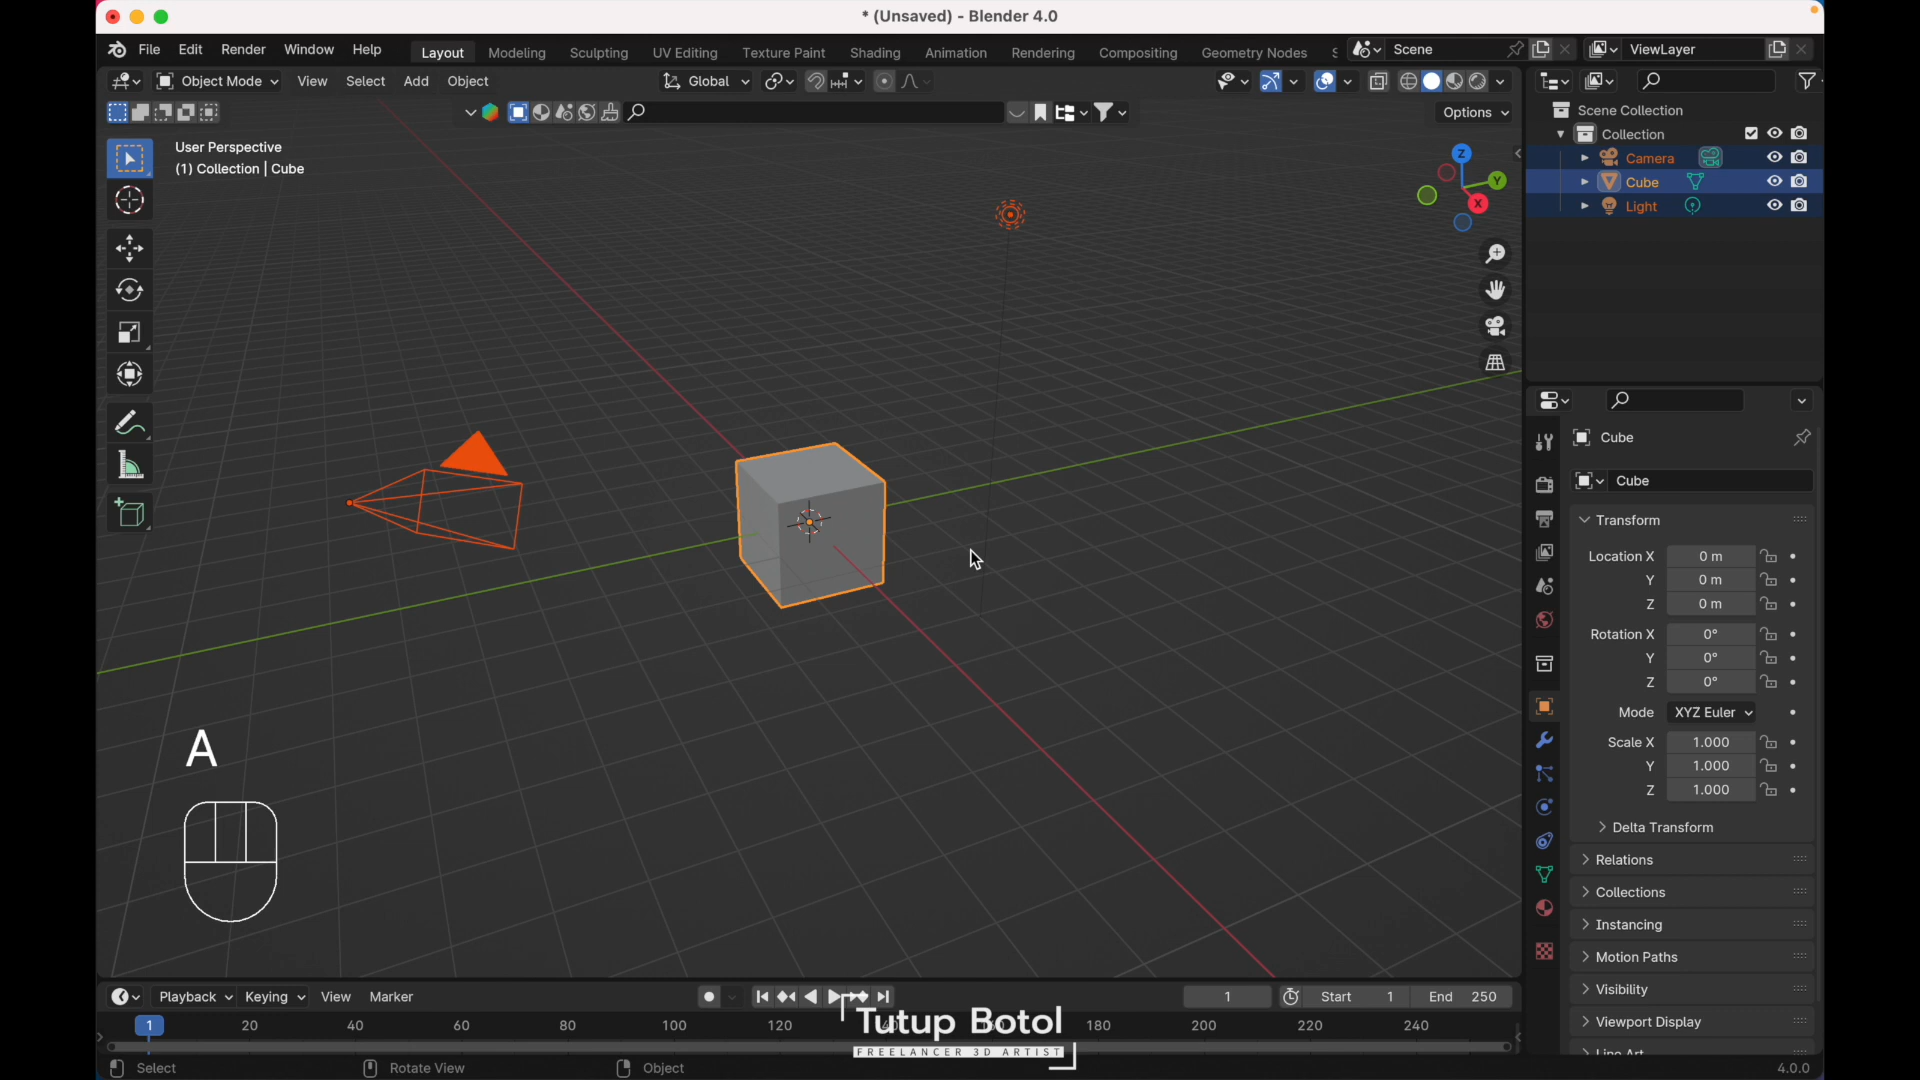 * (Unsaved) - Blender 4.0
File Edit Render Window Help Layout Modeling Sculpting UV Editing Texture Paint Shading Animation Rendering Compositing Geometry Nodes Scene ViewLayer
Object Mode View Select Add Object Global
Options
User Perspective
(1) Collection | Cube
Z
Y
X
Scene Collection
Collection
Camera
Cube
Light
Cube
Cube
Transform
Location X 0 m
Y 0 m
Z 0 m
Rotation X 0°
Y 0°
Z 0°
Mode XYZ Euler
Scale X 1.000
Y 1.000
Z 1.000
Delta Transform
Relations
Collections
Instancing
Motion Paths
Visibility
Viewport Display
Line Art
A
Playback Keying View Marker 1 Start 1 End 250
1 20 40 60 80 100 120 180 200 220 240
Tutup Botol
FREELANCER 3D ARTIST
Select Rotate View Object 4.0.0